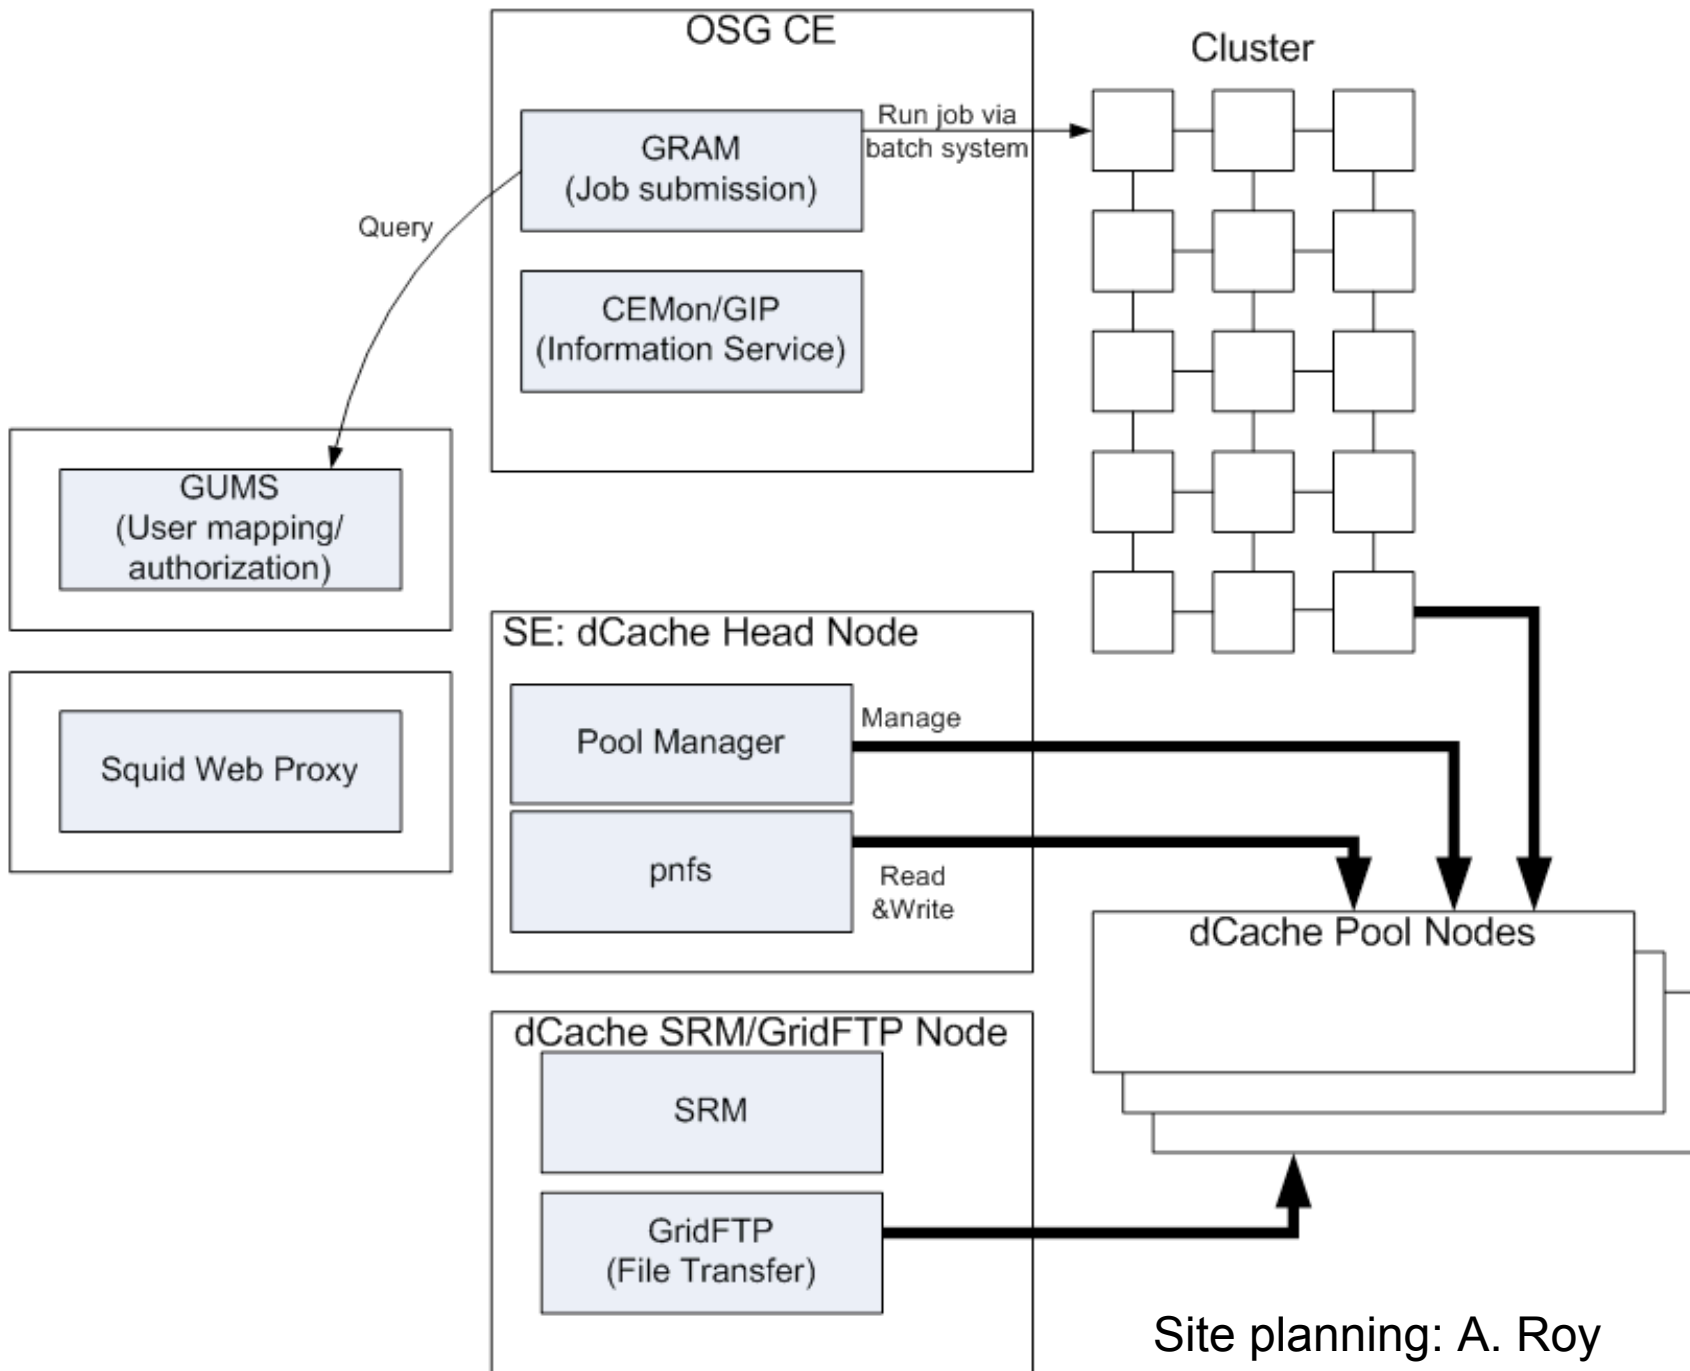 OSG CE
Cluster
GRAM
(Job submission)
Run job via
batch system
Query
CEMon/GIP
(Information Service)
GUMS
(User mapping/
authorization)
Squid Web Proxy
SE: dCache Head Node
Pool Manager
Manage
pnfs
Read
&Write
dCache Pool Nodes
dCache SRM/GridFTP Node
SRM
GridFTP
(File Transfer)
Site planning: A. Roy